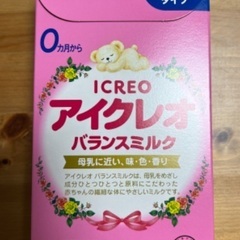 タイプ
0カ月から
ICREO
アイクレオ
バランスミルク
母乳に近い、味・色・香り
アイクレオ バランスミルクは、母乳をめざし
成分ひとつひとつと原料にこだわった
赤ちゃんの繊細な体にやさしいミルクです。